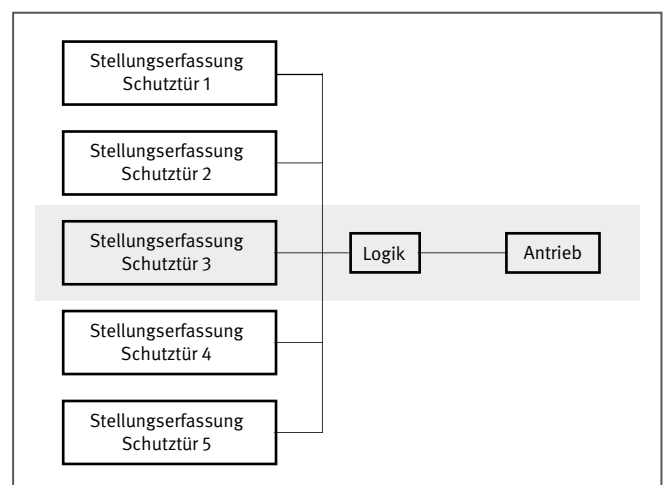 Stellungserfassung
Schutztür 1
Stellungserfassung
Schutztür 2
Stellungserfassung
Schutztür 3
Logik
Antrieb
Stellungserfassung
Schutztür 4
Stellungserfassung
Schutztür 5